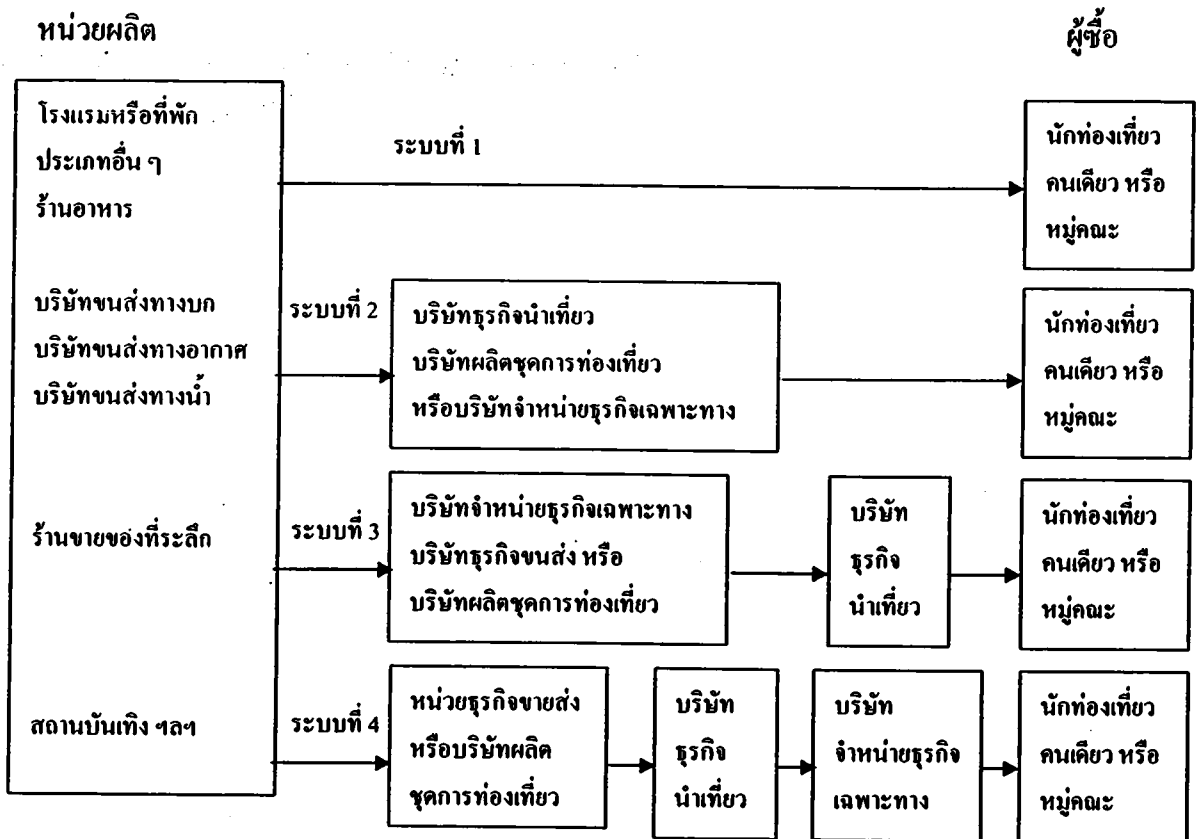 หน่วยผลิต
ผู้ซื้อ
โรงแรมหรือที่พัก
ประเภทอื่น ๆ
ร้านอาหาร
บริษัทขนส่งทางบก
บริษัทขนส่งทางอากาศ
บริษัทขนส่งทางน้ำ
ร้านขายของที่ระลึก
สถานบันเทิง ฯลฯ
ระบบที่ 1
นักท่องเที่ยว
คนเดียว หรือ
หมู่คณะ
ระบบที่ 2
บริษัทธุรกิจนำเที่ยว
บริษัทผลิตชุดการท่องเที่ยว
หรือบริษัทจำหน่ายธุรกิจเฉพาะทาง
นักท่องเที่ยว
คนเดียว หรือ
หมู่คณะ
ระบบที่ 3
บริษัทจำหน่ายธุรกิจเฉพาะทาง
บริษัทธุรกิจขนส่ง หรือ
บริษัทผลิตชุดการท่องเที่ยว
บริษัท
ธุรกิจ
นำเที่ยว
นักท่องเที่ยว
คนเดียว หรือ
หมู่คณะ
ระบบที่ 4
หน่วยธุรกิจขายส่ง
หรือบริษัทผลิต
ชุดการท่องเที่ยว
บริษัท
ธุรกิจ
นำเที่ยว
บริษัท
จำหน่ายธุรกิจ
เฉพาะทาง
นักท่องเที่ยว
คนเดียว หรือ
หมู่คณะ